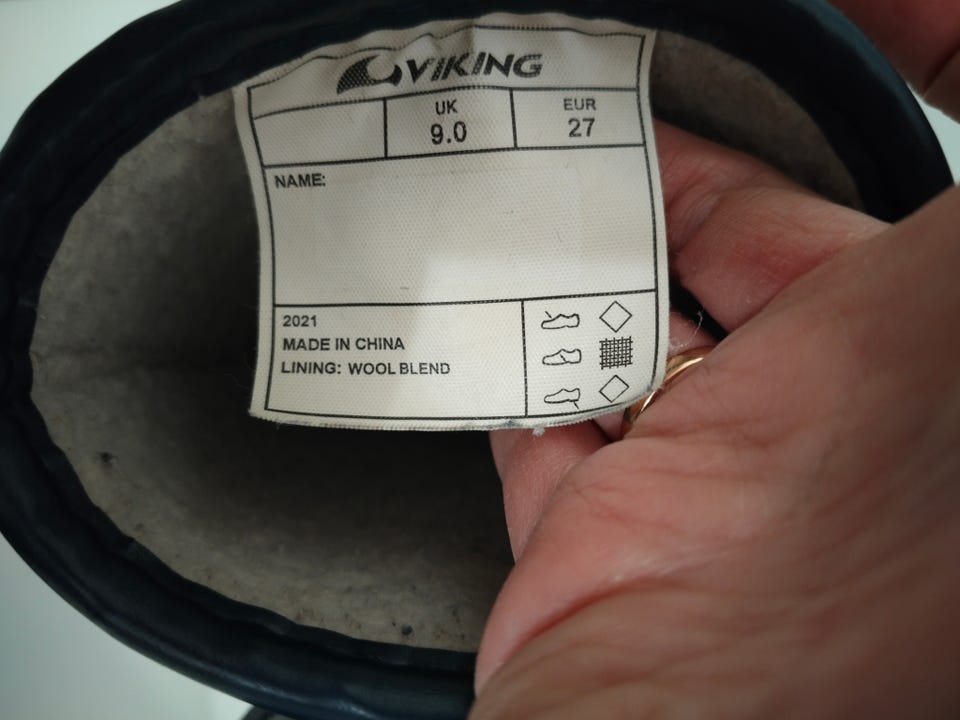 VIKING
UK EUR
9.0 27
NAME:
2021
MADE IN CHINA
LINING: WOOL BLEND